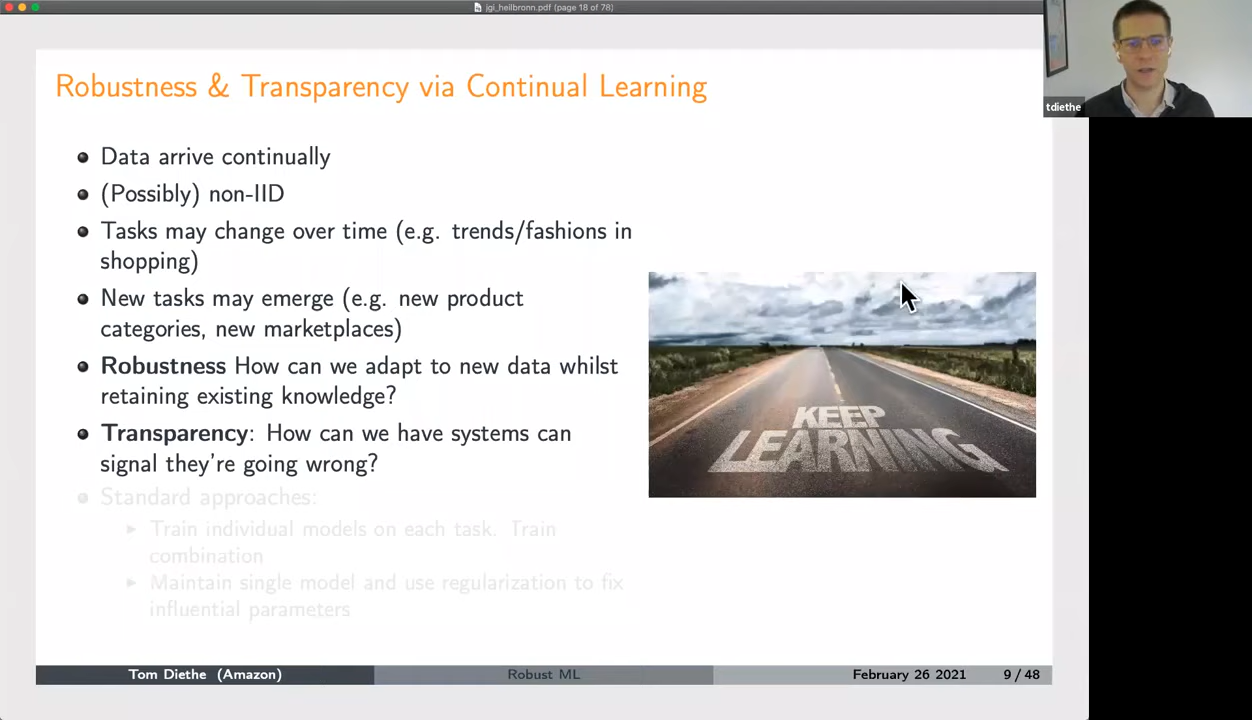 jgi_heilbronn.pdf (page 18 of 78)
tdiethe
Robustness & Transparency via Continual Learning
Data arrive continually
(Possibly) non-IID
Tasks may change over time (e.g. trends/fashions in
shopping)
New tasks may emerge (e.g. new product
categories, new marketplaces)
Robustness How can we adapt to new data whilst
retaining existing knowledge?
Transparency: How can we have systems can
signal they're going wrong?
Standard approaches:
Train individual models on each task. Train
combination
Maintain single model and use regularization to fix
influential parameters
KEEP
LEARNING
Tom Diethe (Amazon)
Robust ML
February 26 2021
9 / 48